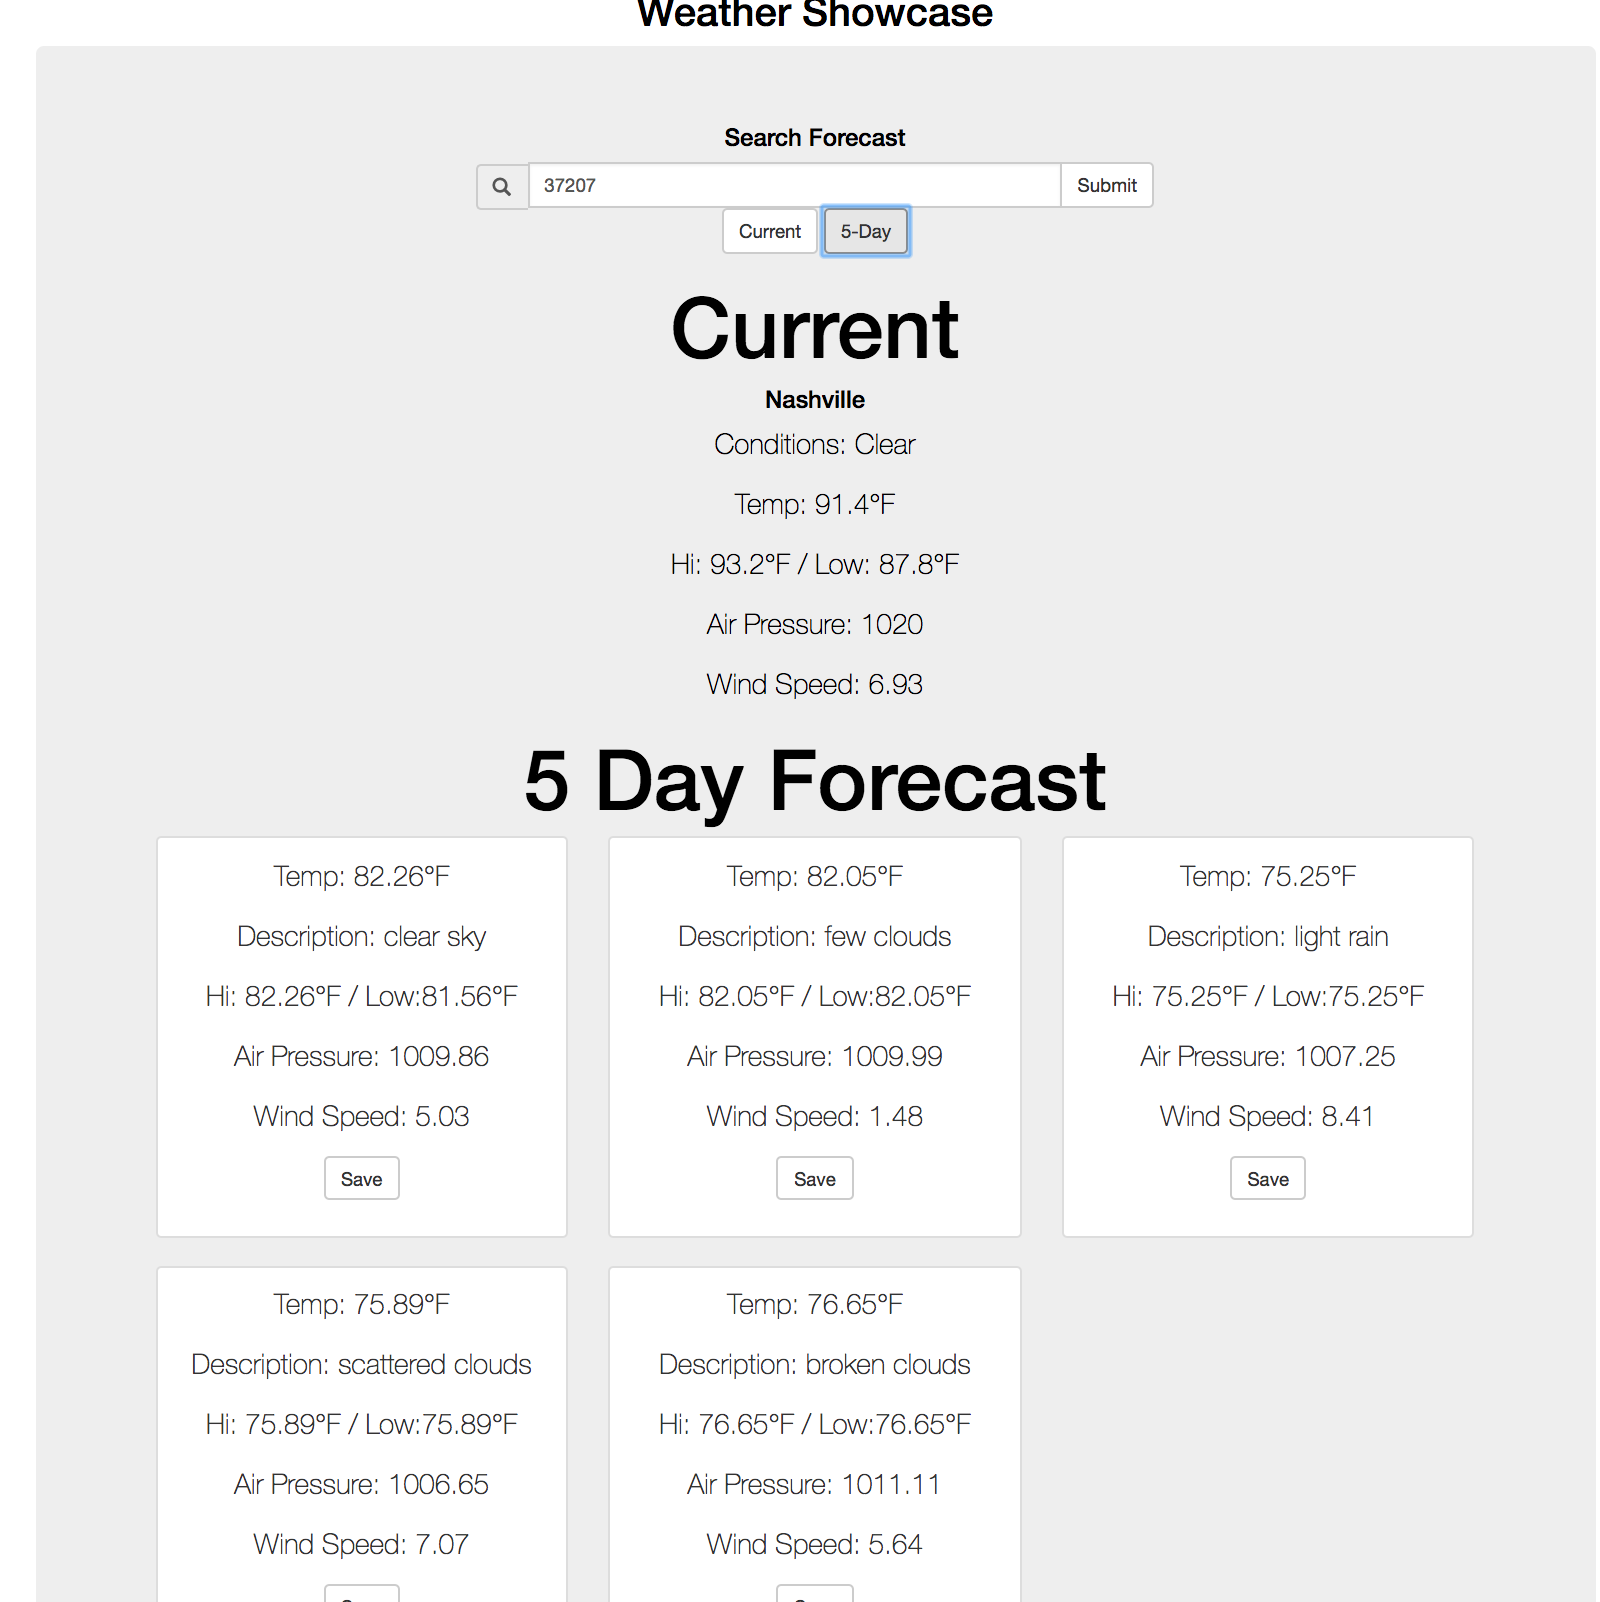 Weather Showcase
Search Forecast
37207 Submit
Current 5-Day
Current
Nashville
Conditions: Clear
Temp: 91.4°F
Hi: 93.2°F / Low: 87.8°F
Air Pressure: 1020
Wind Speed: 6.93
5 Day Forecast
Temp: 82.26°F
Description: clear sky
Hi: 82.26°F / Low:81.56°F
Air Pressure: 1009.86
Wind Speed: 5.03
Save
Temp: 82.05°F
Description: few clouds
Hi: 82.05°F / Low:82.05°F
Air Pressure: 1009.99
Wind Speed: 1.48
Save
Temp: 75.25°F
Description: light rain
Hi: 75.25°F / Low:75.25°F
Air Pressure: 1007.25
Wind Speed: 8.41
Save
Temp: 75.89°F
Description: scattered clouds
Hi: 75.89°F / Low:75.89°F
Air Pressure: 1006.65
Wind Speed: 7.07
Temp: 76.65°F
Description: broken clouds
Hi: 76.65°F / Low:76.65°F
Air Pressure: 1011.11
Wind Speed: 5.64